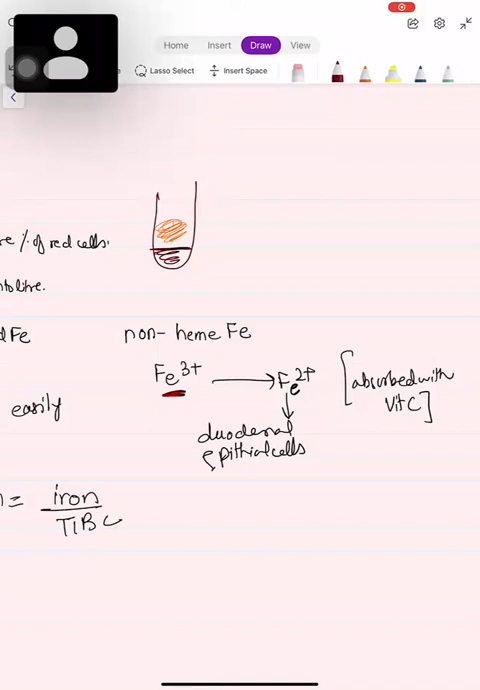 Home Insert Draw View
Lasso Select Insert Space
% of red cells.
Fe
non-heme Fe
Fe3+ → Fe2+ [absorbed with
Vit C]
easily
duodenal
epithial cells
= iron
TIBC